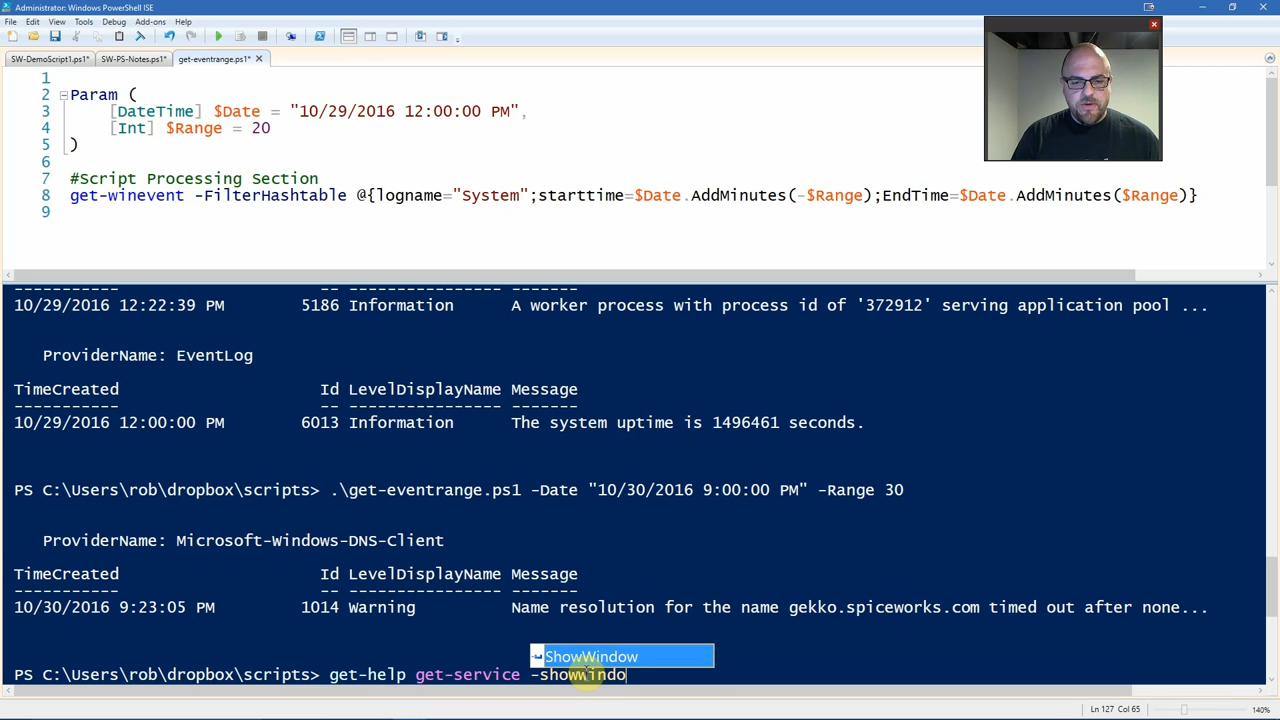 Administrator: Windows PowerShell ISE
File Edit View Tools Debug Add-ons Help
SW-DemoScript1.ps1* SW-PS-Notes.ps1* get-eventrange.ps1*
1
2 Param (
3 [DateTime] $Date = "10/29/2016 12:00:00 PM",
4 [Int] $Range = 20
5 )
6
7 #Script Processing Section
8 get-winevent -FilterHashtable @{logname="System";starttime=$Date.AddMinutes(-$Range);EndTime=$Date.AddMinutes($Range)}
9
----------- -- ---------------- -------
10/29/2016 12:22:39 PM 5186 Information A worker process with process id of '372912' serving application pool ...
ProviderName: EventLog
TimeCreated Id LevelDisplayName Message
----------- -- ---------------- -------
10/29/2016 12:00:00 PM 6013 Information The system uptime is 1496461 seconds.
PS C:\Users\rob\dropbox\scripts> .\get-eventrange.ps1 -Date "10/30/2016 9:00:00 PM" -Range 30
ProviderName: Microsoft-Windows-DNS-Client
TimeCreated Id LevelDisplayName Message
----------- -- ---------------- -------
10/30/2016 9:23:05 PM 1014 Warning Name resolution for the name gekko.spiceworks.com timed out after none...
ShowWindow
PS C:\Users\rob\dropbox\scripts> get-help get-service -showwindo
Ln 127 Col 65 140%